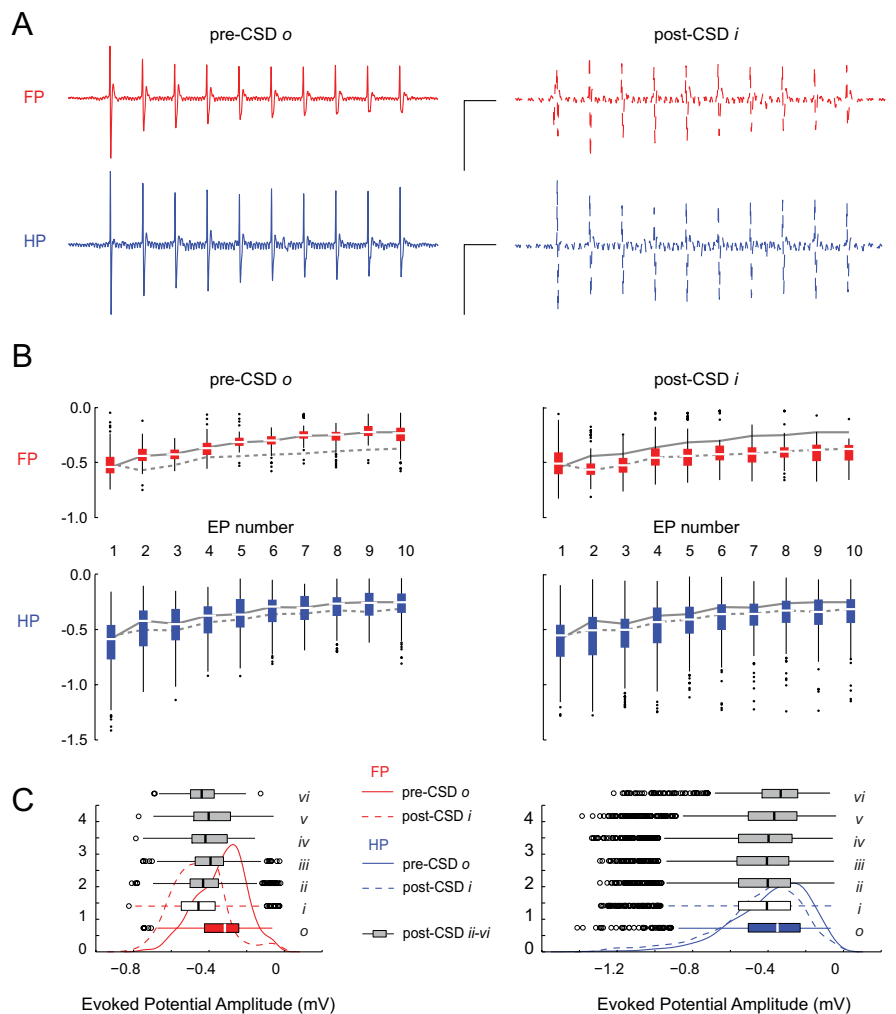 A
pre-CSD o
post-CSD i
FP
HP
B
pre-CSD o
post-CSD i
FP
0.0
-0.5
-1.0
EP number
1 2 3 4 5 6 7 8 9 10
1 2 3 4 5 6 7 8 9 10
HP
0.0
-0.5
-1.0
-1.5
C
4
3
2
1
0
vi
v
iv
iii
ii
i
o
−0.8 −0.4 0
Evoked Potential Amplitude (mV)
FP
pre-CSD o
post-CSD i
HP
pre-CSD o
post-CSD i
post-CSD ii-vi
4
3
2
1
0
vi
v
iv
iii
ii
i
o
−1.2 −0.8 −0.4 0
Evoked Potential Amplitude (mV)